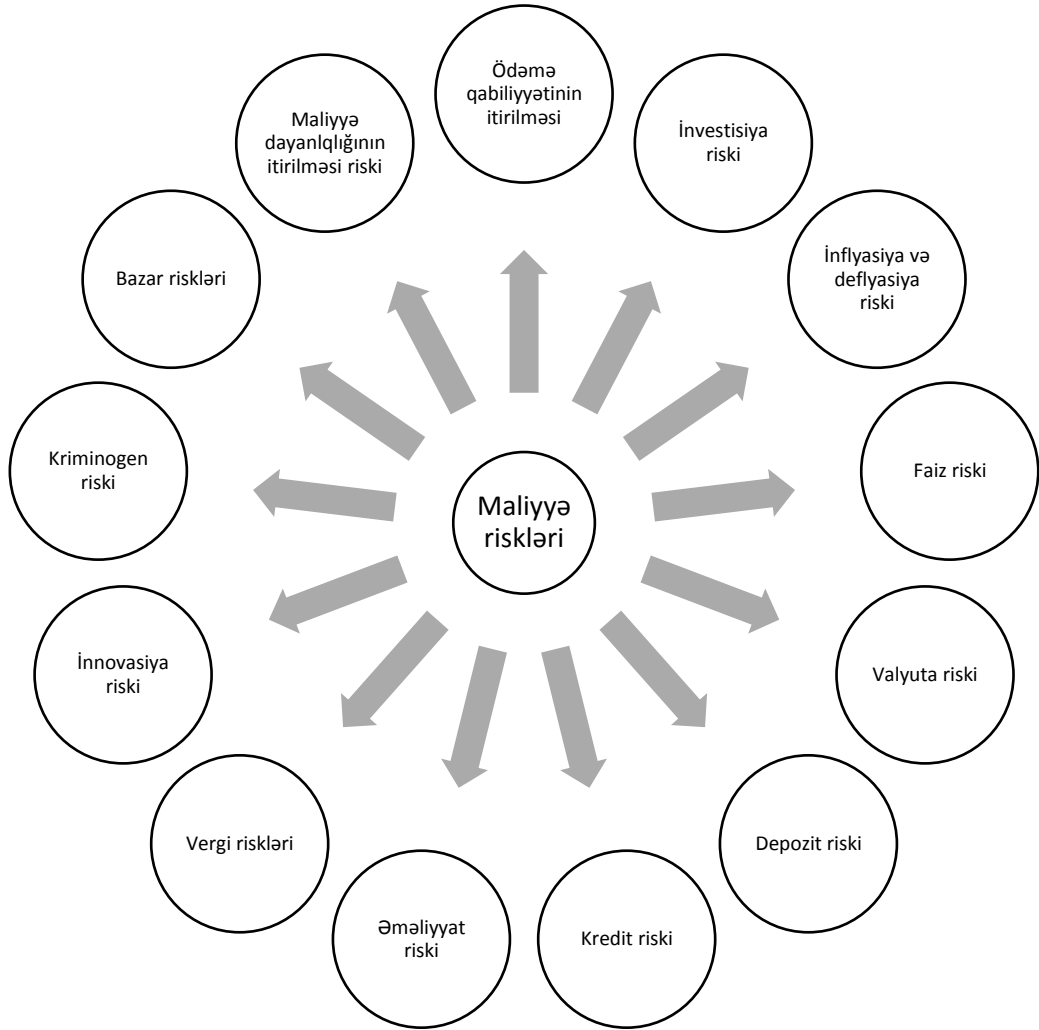 Ödəmə
qabiliyyətinin
itirilməsi
İnvestisiya
riski
İnflyasiya və
deflyasiya
riski
Faiz riski
Valyuta riski
Depozit riski
Kredit riski
Əməliyyat
riski
Vergi riskləri
İnnovasiya
riski
Kriminogen
riski
Bazar riskləri
Maliyyə
dayanlqlığının
itirilməsi riski
Maliyyə
riskləri